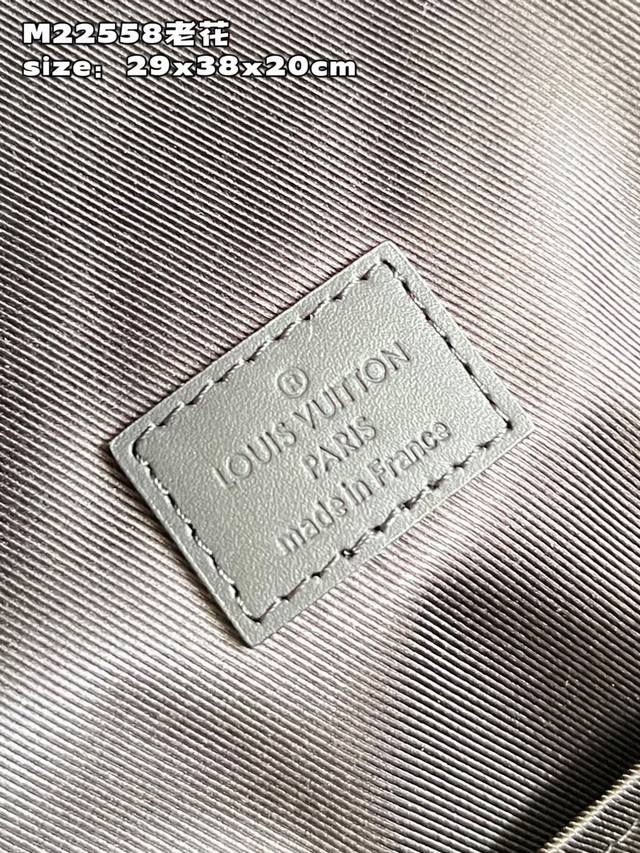 M22558老花
size：29x38x20cm
®
LOUIS VUITTON
PARIS
made in France